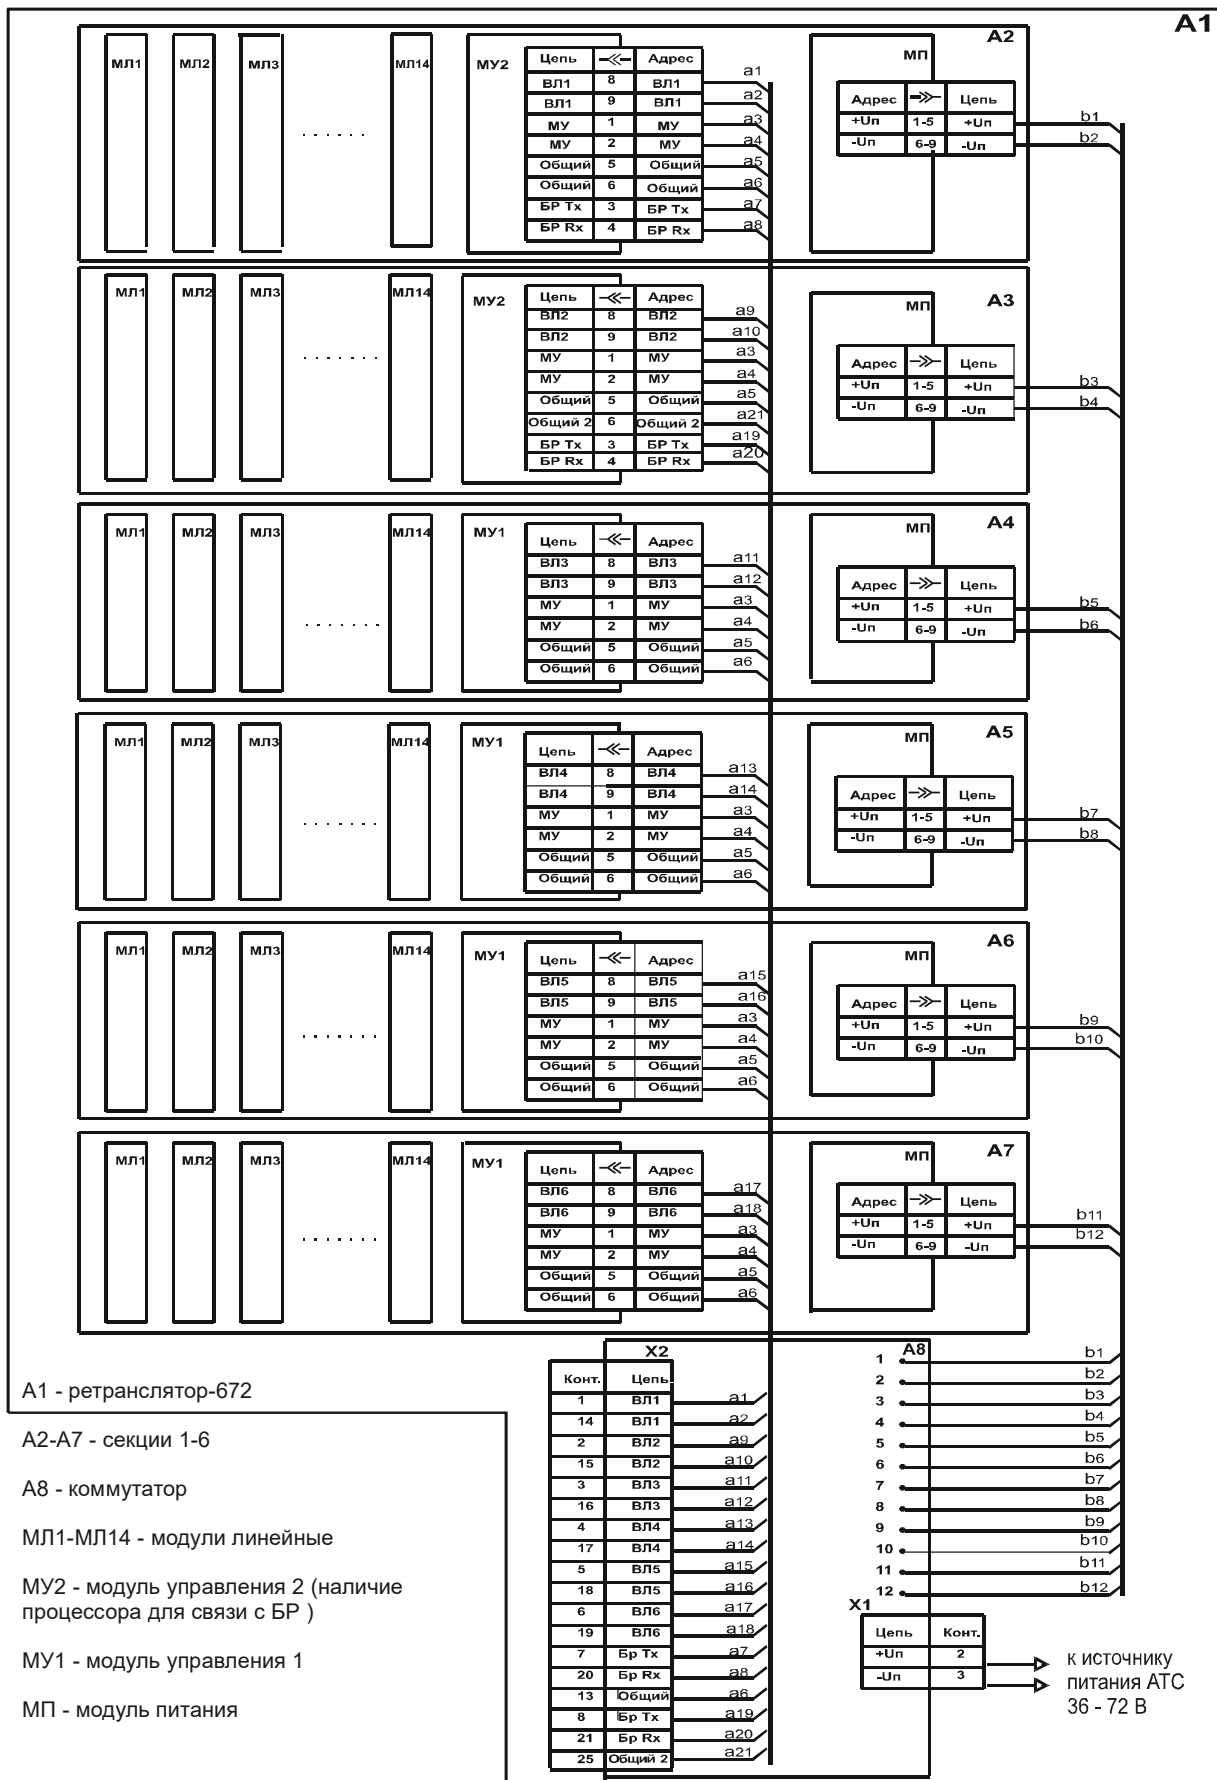 A1
A2
МЛ1 МЛ2 МЛ3 ...... МЛ14 МУ2
Цепь Адрес
ВЛ1 8 ВЛ1 a1
ВЛ1 9 ВЛ1 a2
МУ 1 МУ a3
МУ 2 МУ a4
Общий 5 Общий a5
Общий 6 Общий a6
БР Tx 3 БР Tx a7
БР Rx 4 БР Rx a8
МП
Адрес Цепь
+Uп 1-5 +Uп b1
-Uп 6-9 -Uп b2
A3
МЛ1 МЛ2 МЛ3 ....... МЛ14 МУ2
Цепь Адрес
ВЛ2 8 ВЛ2 a9
ВЛ2 9 ВЛ2 a10
МУ 1 МУ a3
МУ 2 МУ a4
Общий 5 Общий a5
Общий 2 6 Общий 2 a21
БР Tx 3 БР Tx a19
БР Rx 4 БР Rx a20
МП
Адрес Цепь
+Uп 1-5 +Uп b3
-Uп 6-9 -Uп b4
A4
МЛ1 МЛ2 МЛ3 ....... МЛ14 МУ1
Цепь Адрес
ВЛ3 8 ВЛ3 a11
ВЛ3 9 ВЛ3 a12
МУ 1 МУ a3
МУ 2 МУ a4
Общий 5 Общий a5
Общий 6 Общий a6
МП
Адрес Цепь
+Uп 1-5 +Uп b5
-Uп 6-9 -Uп b6
A5
МЛ1 МЛ2 МЛ3 ....... МЛ14 МУ1
Цепь Адрес
ВЛ4 8 ВЛ4 a13
ВЛ4 9 ВЛ4 a14
МУ 1 МУ a3
МУ 2 МУ a4
Общий 5 Общий a5
Общий 6 Общий a6
МП
Адрес Цепь
+Uп 1-5 +Uп b7
-Uп 6-9 -Uп b8
A6
МЛ1 МЛ2 МЛ3 ....... МЛ14 МУ1
Цепь Адрес
ВЛ5 8 ВЛ5 a15
ВЛ5 9 ВЛ5 a16
МУ 1 МУ a3
МУ 2 МУ a4
Общий 5 Общий a5
Общий 6 Общий a6
МП
Адрес Цепь
+Uп 1-5 +Uп b9
-Uп 6-9 -Uп b10
A7
МЛ1 МЛ2 МЛ3 ....... МЛ14 МУ1
Цепь Адрес
ВЛ6 8 ВЛ6 a17
ВЛ6 9 ВЛ6 a18
МУ 1 МУ a3
МУ 2 МУ a4
Общий 5 Общий a5
Общий 6 Общий a6
МП
Адрес Цепь
+Uп 1-5 +Uп b11
-Uп 6-9 -Uп b12
X2
Конт. Цепь
1 ВЛ1 a1
14 ВЛ1 a2
2 ВЛ2 a9
15 ВЛ2 a10
3 ВЛ3 a11
16 ВЛ3 a12
4 ВЛ4 a13
17 ВЛ4 a14
5 ВЛ5 a15
18 ВЛ5 a16
6 ВЛ6 a17
19 ВЛ6 a18
7 Бр Tx a7
20 Бр Rx a8
13 Общий a6
8 Бр Tx a19
21 Бр Rx a20
25 Общий 2 a21
A8
1 b1
2 b2
3 b3
4 b4
5 b5
6 b6
7 b7
8 b8
9 b9
10 b10
11 b11
12 b12
X1
Цепь Конт.
+Uп 2
-Uп 3
к источнику
питания АТС
36 - 72 В
А1 - ретранслятор-672
А2-А7 - секции 1-6
А8 - коммутатор
МЛ1-МЛ14 - модули линейные
МУ2 - модуль управления 2 (наличие
процессора для связи с БР )
МУ1 - модуль управления 1
МП - модуль питания